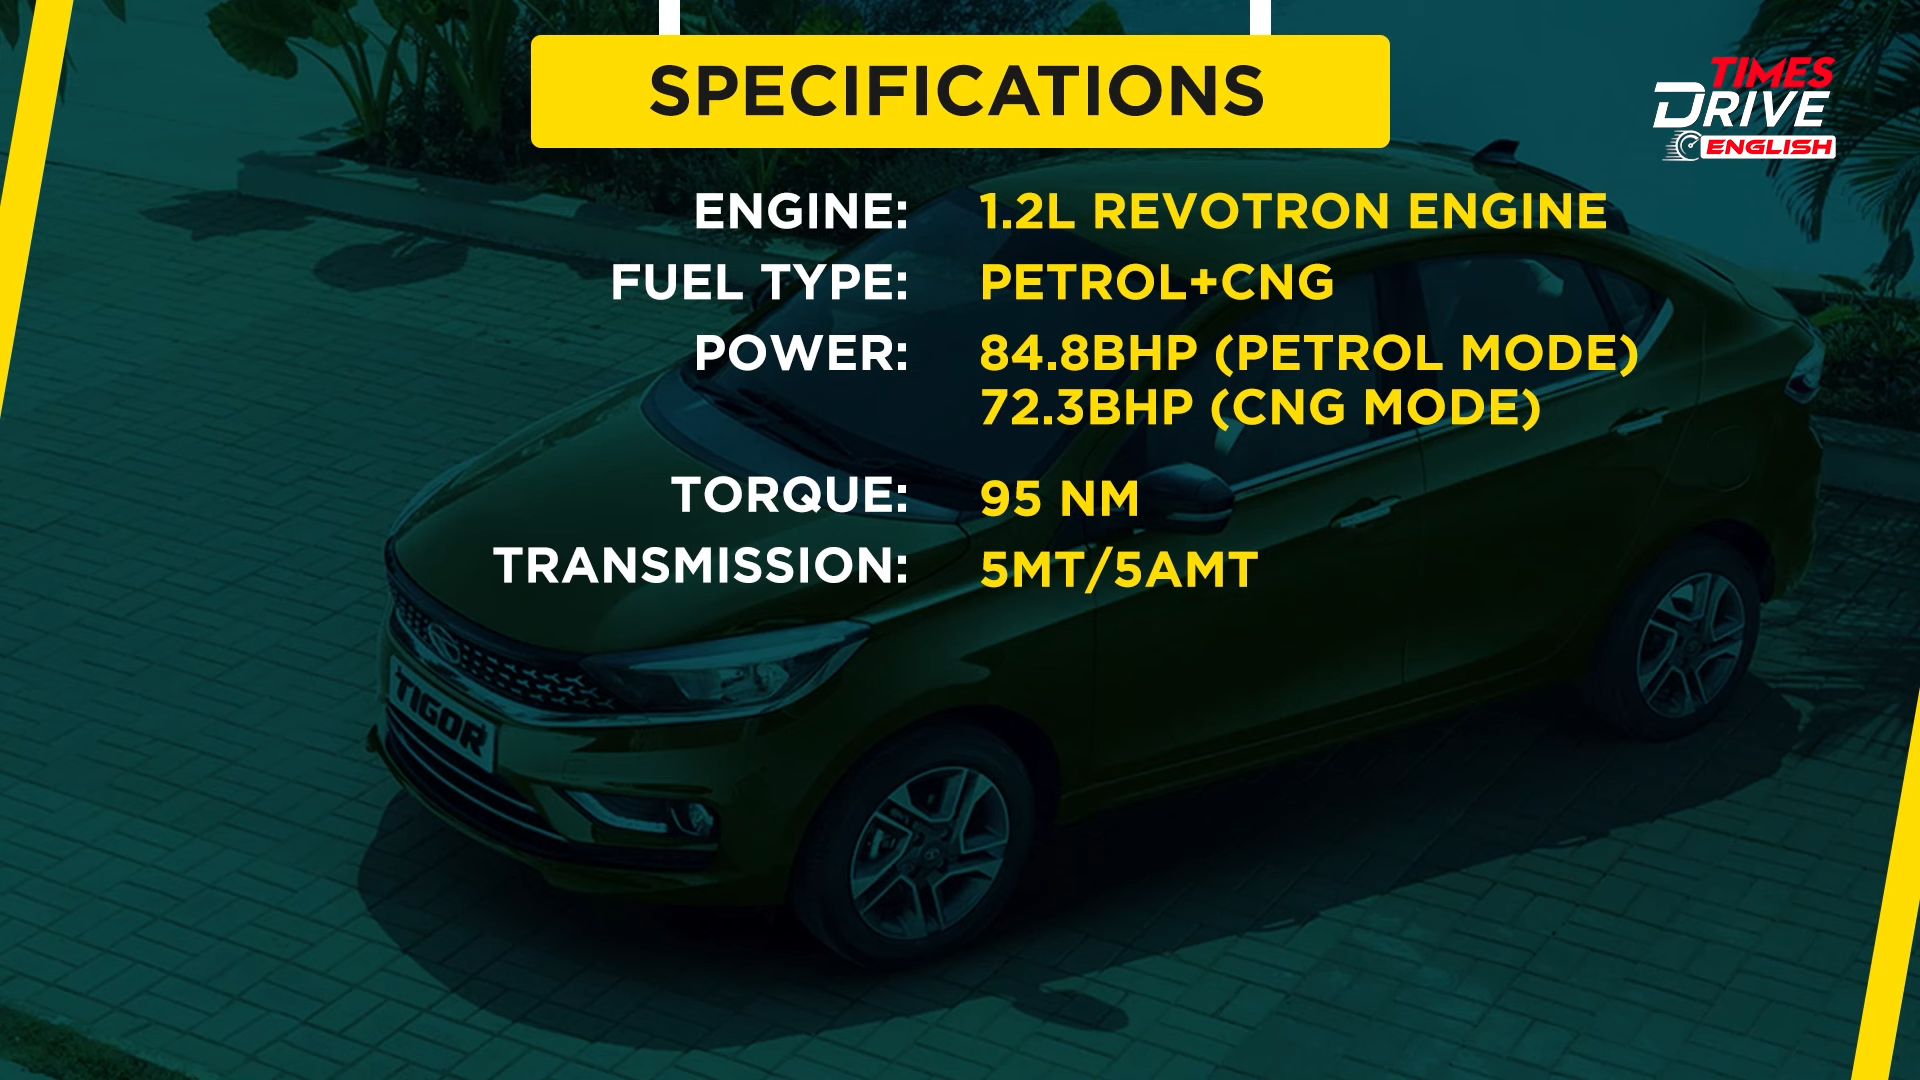 SPECIFICATIONS
TIMES
DRIVE
ENGLISH
ENGINE: 1.2L REVOTRON ENGINE
FUEL TYPE: PETROL+CNG
POWER: 84.8BHP (PETROL MODE)
72.3BHP (CNG MODE)
TORQUE: 95 NM
TRANSMISSION: 5MT/5AMT
TIGOR